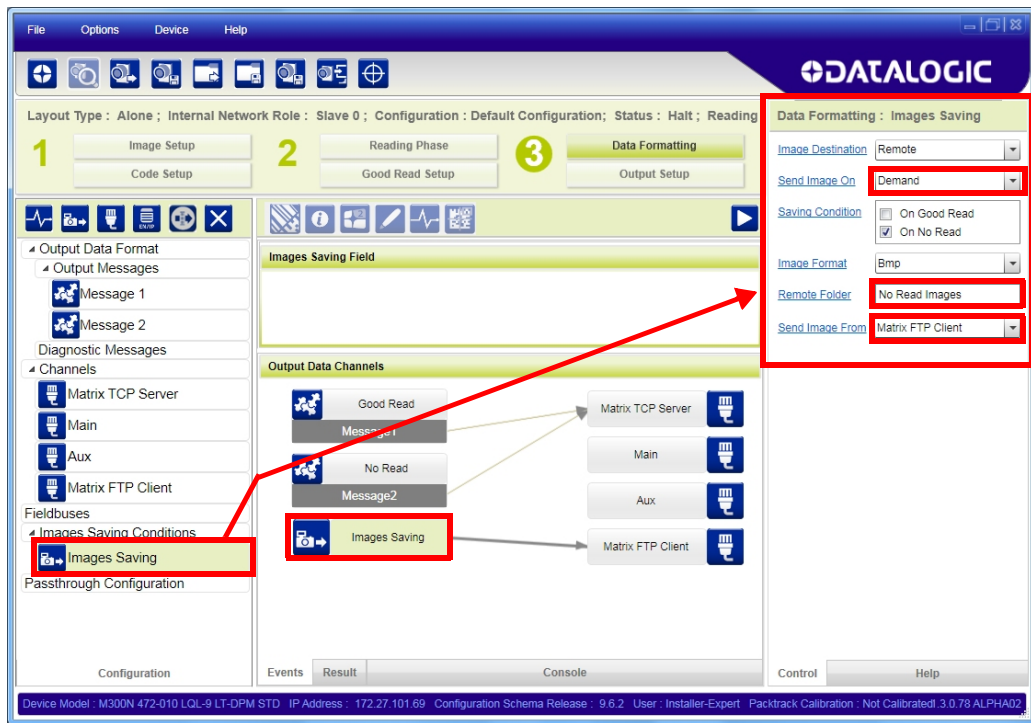 File Options Device Help
DATALOGIC
Layout Type : Alone ; Internal Network Role : Slave 0 ; Configuration : Default Configuration; Status : Halt ; Reading
1
Image Setup
Code Setup
2
Reading Phase
Good Read Setup
3
Data Formatting
Output Setup
EN/IP
Output Data Format
Output Messages
Message 1
Message 2
Diagnostic Messages
Channels
Matrix TCP Server
Main
Aux
Matrix FTP Client
Fieldbuses
Images Saving Conditions
Images Saving
Passthrough Configuration
Configuration
Images Saving Field
Output Data Channels
Good Read
Message1
No Read
Message2
Images Saving
Matrix TCP Server
Main
Aux
Matrix FTP Client
Events Result Console
Data Formatting : Images Saving
Image Destination Remote
Send Image On Demand
Saving Condition On Good Read
On No Read
Image Format Bmp
Remote Folder No Read Images
Send Image From Matrix FTP Client
Control Help
Device Model : M300N 472-010 LQL-9 LT-DPM STD IP Address : 172.27.101.69 Configuration Schema Release : 9.6.2 User : Installer-Expert Packtrack Calibration : Not Calibrated!.3.0.78 ALPHA02